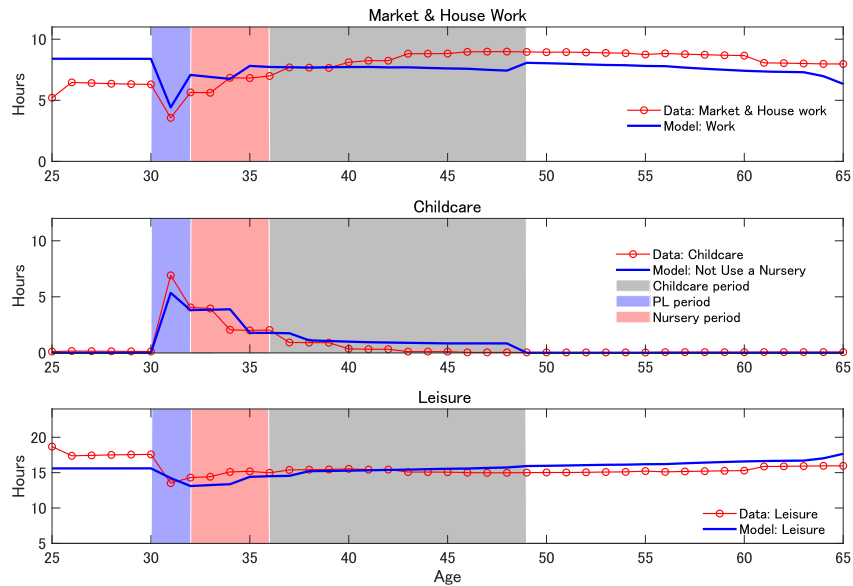 Market & House Work
10
5
0
Hours
Data: Market & House work
Model: Work
25 30 35 40 45 50 55 60 65
Childcare
10
5
0
Hours
Data: Childcare
Model: Not Use a Nursery
Childcare period
PL period
Nursery period
25 30 35 40 45 50 55 60 65
Leisure
20
15
10
5
Hours
Data: Leisure
Model: Leisure
25 30 35 40 45 50 55 60 65
Age